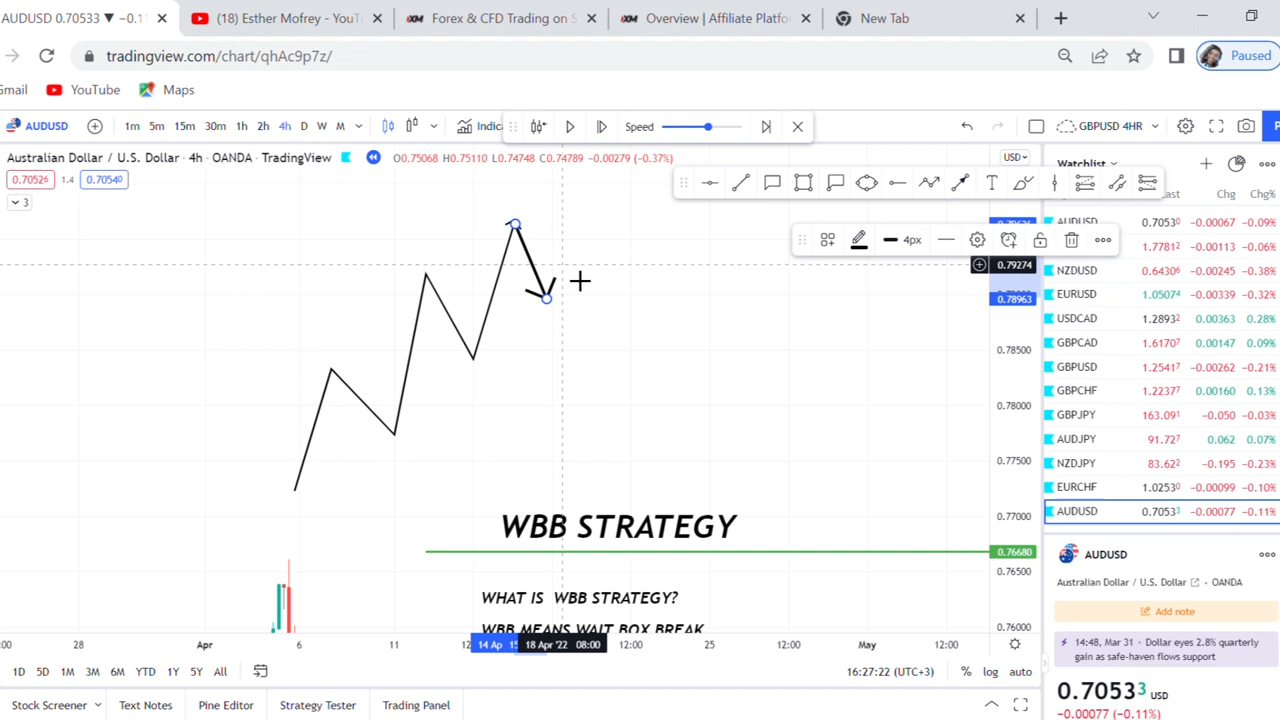 AUDUSD 0.70533 ▼ −0.11
(18) Esther Mofrey - YouT
Forex & CFD Trading on S
Overview | Affiliate Platfo
New Tab
tradingview.com/chart/qhAc9p7z/
Paused
Gmail
YouTube
Maps
AUDUSD
1m 5m 15m 30m 1h 2h 4h D W M
Indic
Speed
GBPUSD 4HR
Australian Dollar / U.S. Dollar · 4h · OANDA · TradingView
O0.75068 H0.75110 L0.74748 C0.74789 −0.00279 (−0.37%)
USD
0.70526
1.4
0.70540
3
Watchlist
Chg Chg%
4px
AUDUSD 0.70530 −0.00067 −0.09%
1.77812 −0.00113 −0.06%
NZDUSD 0.64306 −0.00245 −0.38%
EURUSD 1.05074 −0.00339 −0.32%
USDCAD 1.28932 0.00363 0.28%
GBPCAD 1.61707 0.00147 0.09%
GBPUSD 1.25417 −0.00262 −0.21%
GBPCHF 1.22377 0.00160 0.13%
GBPJPY 163.091 −0.050 −0.03%
AUDJPY 91.727 0.062 0.07%
NZDJPY 83.622 −0.195 −0.23%
EURCHF 1.02530 −0.00099 −0.10%
AUDUSD 0.70533 −0.00077 −0.11%
0.79274
0.78963
0.78500
0.78000
0.77500
0.77000
0.76680
0.76500
0.76000
WBB STRATEGY
WHAT IS WBB STRATEGY?
WBB MEANS WAIT BOX BREAK
28 Apr 6 11 14 Ap 15 18 Apr '22 08:00 12:00 25 12:00 May 12:00
AUDUSD
Australian Dollar / U.S. Dollar · OANDA
Add note
14:48, Mar 31 · Dollar eyes 2.8% quarterly
gain as safe-haven flows support
0.70533 USD
−0.00077 (−0.11%)
1D 5D 1M 3M 6M YTD 1Y 5Y All
16:27:22 (UTC+3)
% log auto
Stock Screener
Text Notes
Pine Editor
Strategy Tester
Trading Panel